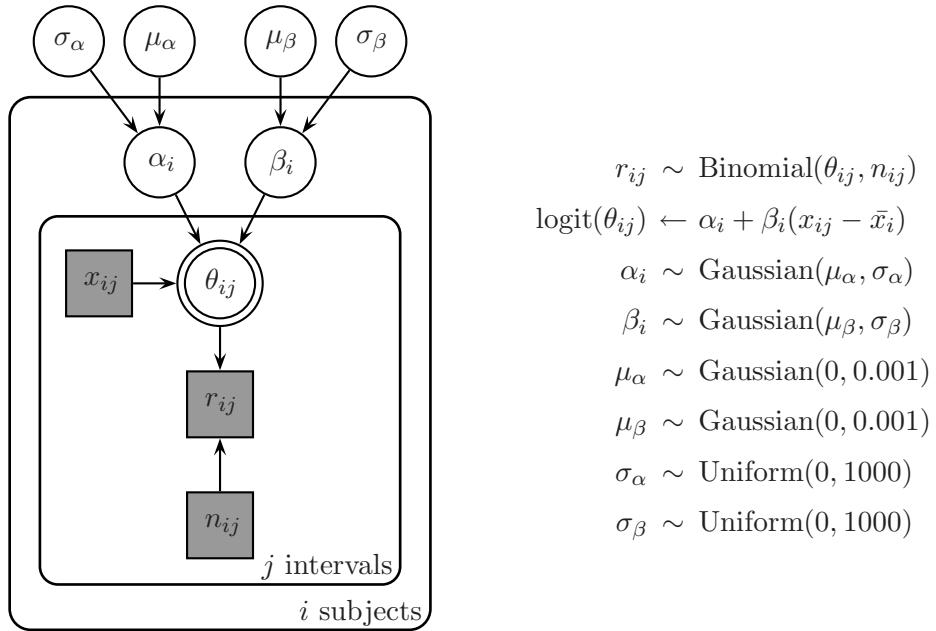 σ_α μ_α μ_β σ_β
α_i β_i
x_ij θ_ij
r_ij
n_ij
j intervals
i subjects
r_ij ∼ Binomial(θ_ij, n_ij)
logit(θ_ij) ← α_i + β_i(x_ij − x̄_i)
α_i ∼ Gaussian(μ_α, σ_α)
β_i ∼ Gaussian(μ_β, σ_β)
μ_α ∼ Gaussian(0, 0.001)
μ_β ∼ Gaussian(0, 0.001)
σ_α ∼ Uniform(0, 1000)
σ_β ∼ Uniform(0, 1000)